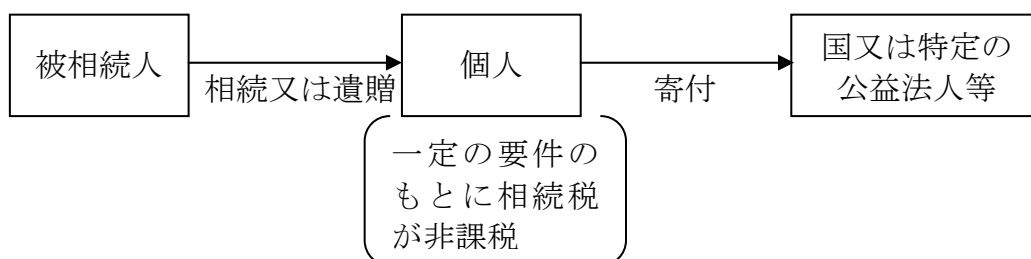 被相続人
相続又は遺贈
個人
寄付
国又は特定の
公益法人等
一定の要件の
もとに相続税
が非課税